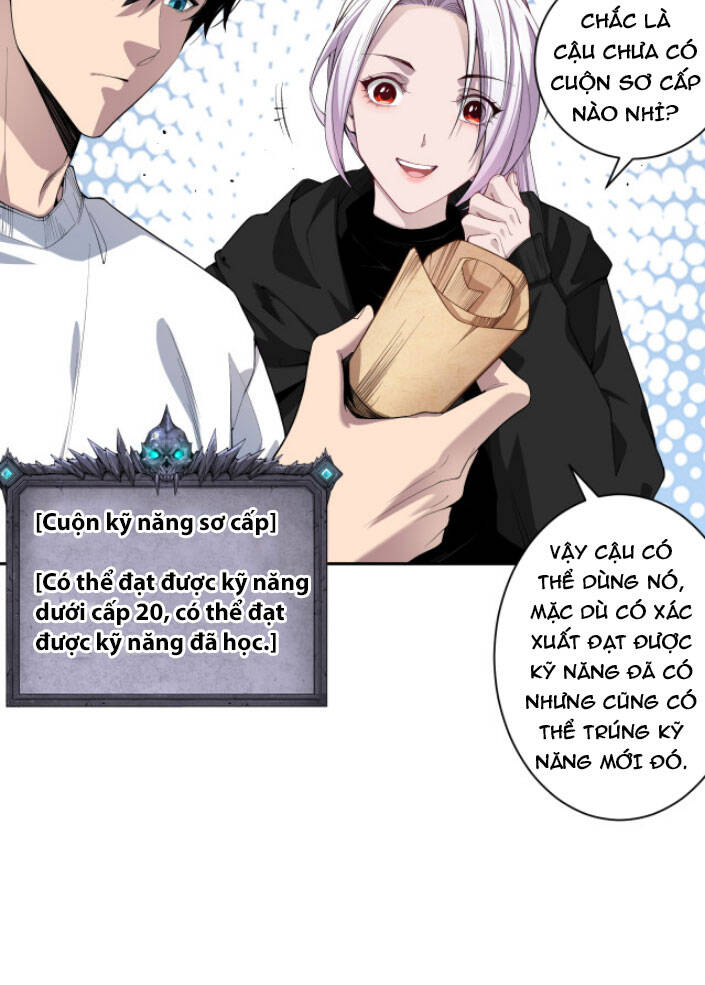 CHẮC LÀ
CẬU CHƯA CÓ
CUỘN SƠ CẤP
NÀO NHỈ?
[Cuộn kỹ năng sơ cấp]
[Có thể đạt được kỹ năng
dưới cấp 20, có thể đạt
được kỹ năng đã học.]
VẬY CẬU CÓ
THỂ DÙNG NÓ,
MẶC DÙ CÓ XÁC
XUẤT ĐẠT ĐƯỢC
KỸ NĂNG ĐÃ CÓ
NHƯNG CŨNG CÓ
THỂ TRÚNG KỸ
NĂNG MỚI ĐÓ.